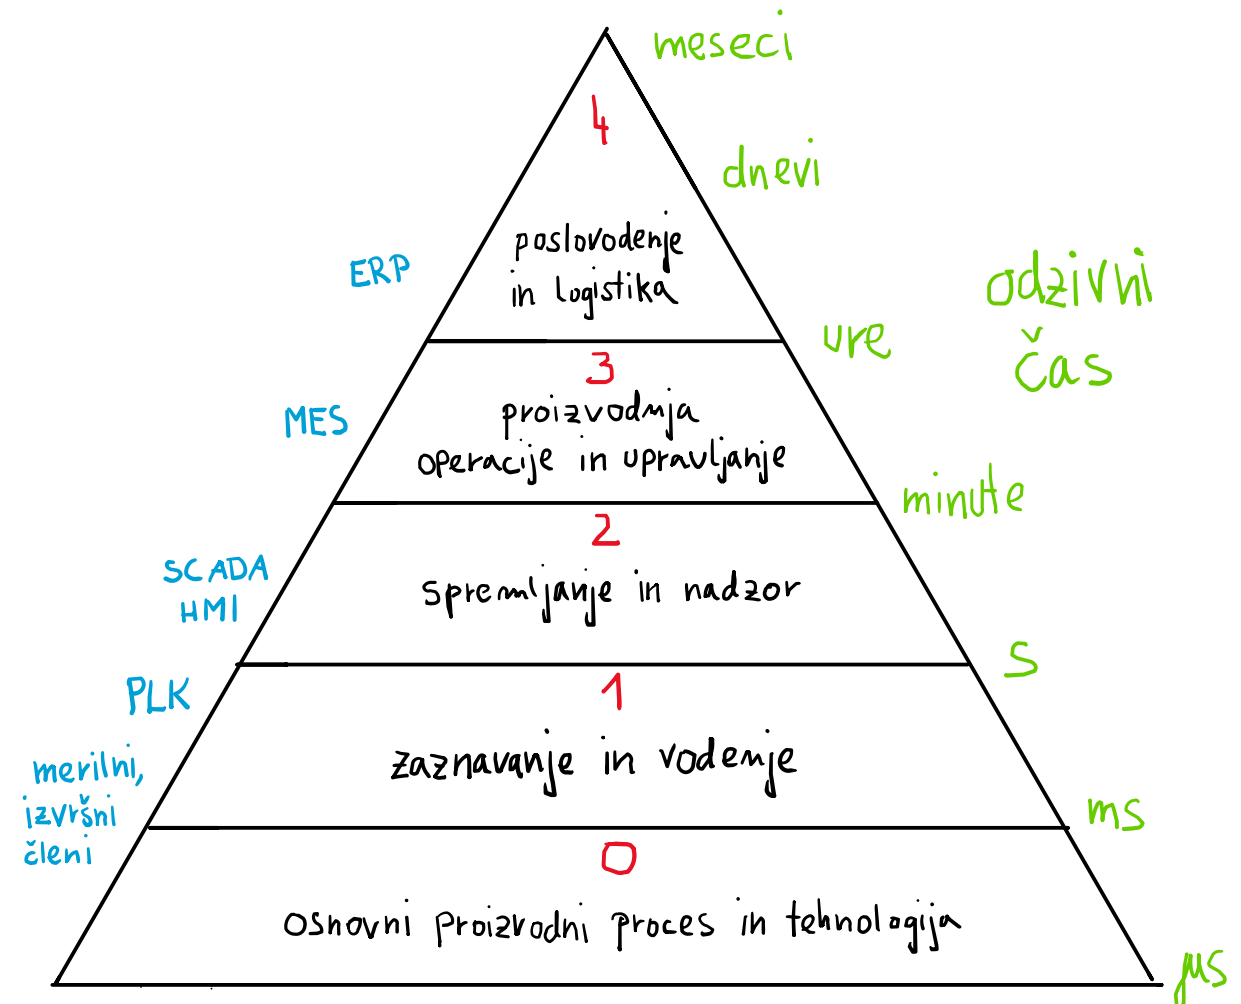 meseci
4
dnevi
poslovodenje
in logistika
ERP
odzivni
čas
ure
3
proizvodnja
operacije in upravljanje
MES
minute
2
spremljanje in nadzor
SCADA
HMI
s
1
PLK
zaznavanje in vodenje
merilni,
izvršni
členi
ms
0
osnovni proizvodni proces in tehnologija
μs